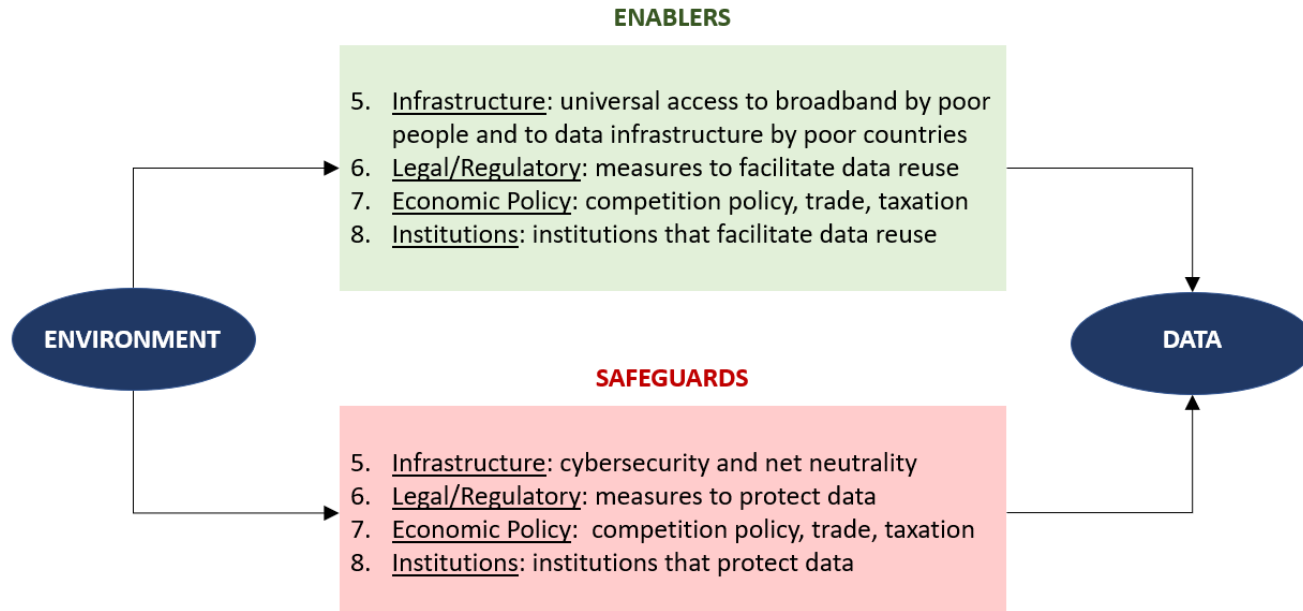 ENABLERS
5. Infrastructure: universal access to broadband by poor
people and to data infrastructure by poor countries
6. Legal/Regulatory: measures to facilitate data reuse
7. Economic Policy: competition policy, trade, taxation
8. Institutions: institutions that facilitate data reuse
ENVIRONMENT
DATA
SAFEGUARDS
5. Infrastructure: cybersecurity and net neutrality
6. Legal/Regulatory: measures to protect data
7. Economic Policy:  competition policy, trade, taxation
8. Institutions: institutions that protect data